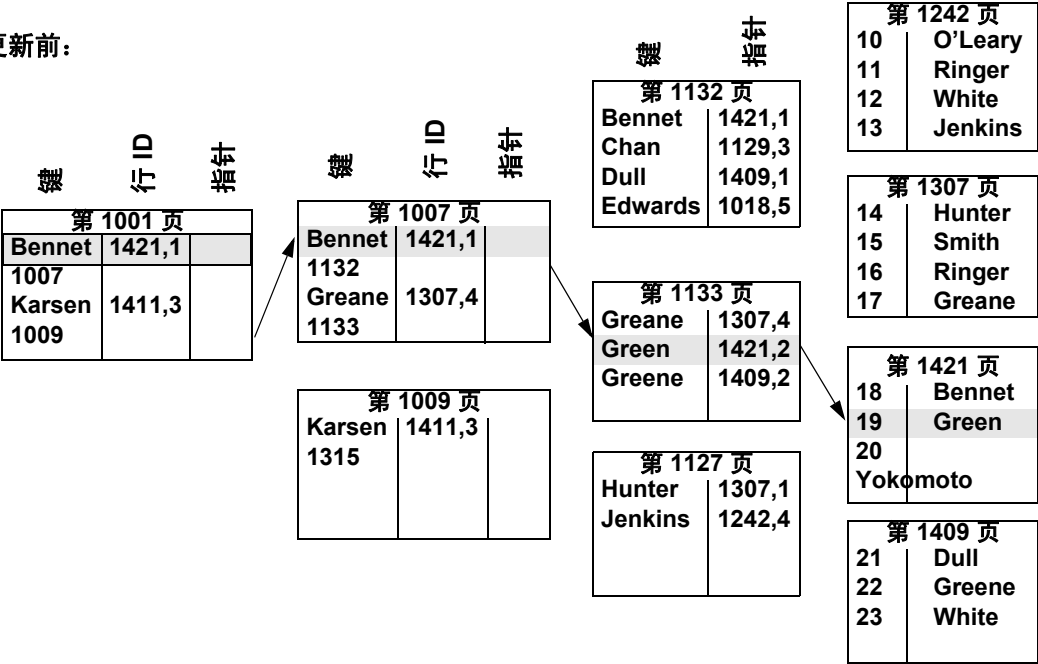 更新前：
键 行 ID 指针
第 1001 页
Bennet 1421,1
1007
Karsen 1411,3
1009
键 行 ID 指针
第 1007 页
Bennet 1421,1
1132
Greane 1307,4
1133
第 1009 页
Karsen 1411,3
1315
键 指针
第 1132 页
Bennet 1421,1
Chan 1129,3
Dull 1409,1
Edwards 1018,5
第 1133 页
Greane 1307,4
Green 1421,2
Greene 1409,2
第 1127 页
Hunter 1307,1
Jenkins 1242,4
第 1242 页
10 O’Leary
11 Ringer
12 White
13 Jenkins
第 1307 页
14 Hunter
15 Smith
16 Ringer
17 Greane
第 1421 页
18 Bennet
19 Green
20
Yokomoto
第 1409 页
21 Dull
22 Greene
23 White